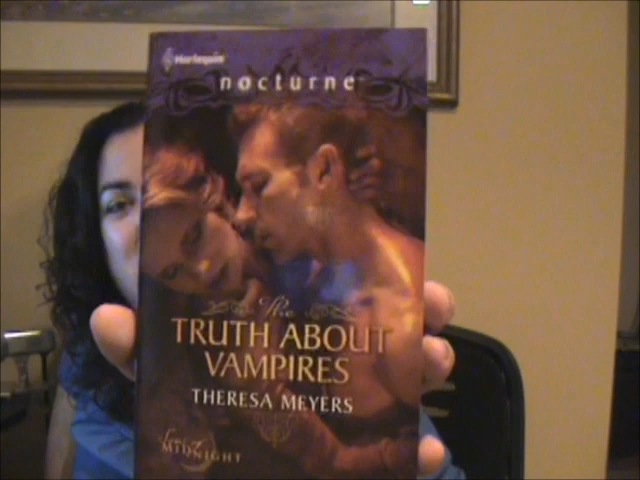 Harlequin
nocturne
The
TRUTH ABOUT
VAMPIRES
THERESA MEYERS
MIDNIGHT